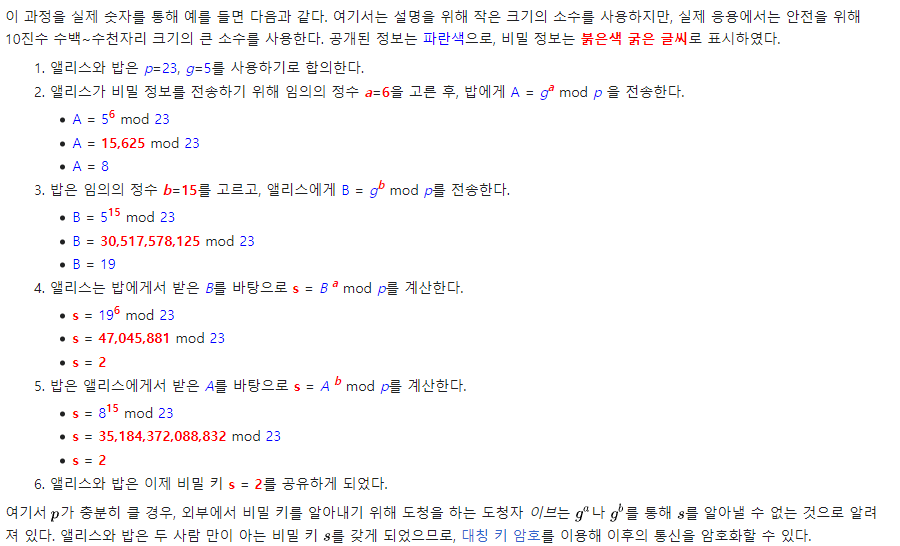 이 과정을 실제 숫자를 통해 예를 들면 다음과 같다. 여기서는 설명을 위해 작은 크기의 소수를 사용하지만, 실제 응용에서는 안전을 위해
10진수 수백~수천자리 크기의 큰 소수를 사용한다. 공개된 정보는 파란색으로, 비밀 정보는 붉은색 굵은 글씨로 표시하였다.
1. 앨리스와 밥은 p=23, g=5를 사용하기로 합의한다.
2. 앨리스가 비밀 정보를 전송하기 위해 임의의 정수 a=6을 고른 후, 밥에게 A = g^a mod p 을 전송한다.
• A = 5^6 mod 23
• A = 15,625 mod 23
• A = 8
3. 밥은 임의의 정수 b=15를 고르고, 앨리스에게 B = g^b mod p를 전송한다.
• B = 5^15 mod 23
• B = 30,517,578,125 mod 23
• B = 19
4. 앨리스는 밥에게서 받은 B를 바탕으로 s = B ^a mod p를 계산한다.
• s = 19^6 mod 23
• s = 47,045,881 mod 23
• s = 2
5. 밥은 앨리스에게서 받은 A를 바탕으로 s = A ^b mod p를 계산한다.
• s = 8^15 mod 23
• s = 35,184,372,088,832 mod 23
• s = 2
6. 앨리스와 밥은 이제 비밀 키 s = 2를 공유하게 되었다.
여기서 p가 충분히 클 경우, 외부에서 비밀 키를 알아내기 위해 도청을 하는 도청자 이브는 g^a나 g^b를 통해 s를 알아낼 수 없는 것으로 알려
져 있다. 앨리스와 밥은 두 사람 만이 아는 비밀 키 s를 갖게 되었으므로, 대칭 키 암호를 이용해 이후의 통신을 암호화할 수 있다.